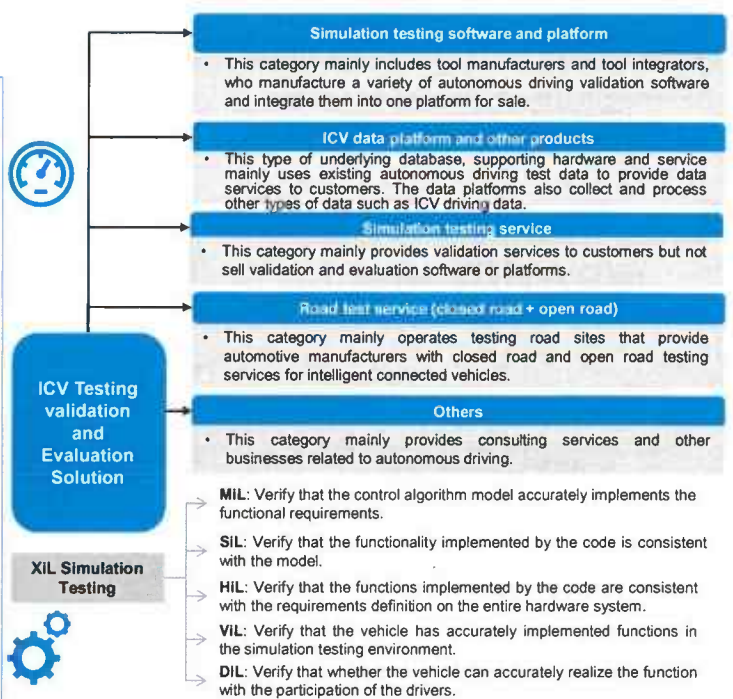 Simulation testing software and platform
• This category mainly includes tool manufacturers and tool integrators,
who manufacture a variety of autonomous driving validation software
and integrate them into one platform for sale.
ICV data platform and other products
• This type of underlying database, supporting hardware and service
mainly uses existing autonomous driving test data to provide data
services to customers. The data platforms also collect and process
other types of data such as ICV driving data.
Simulation testing service
• This category mainly provides validation services to customers but not
sell validation and evaluation software or platforms.
Road test service (closed road + open road)
• This category mainly operates testing road sites that provide
automotive manufacturers with closed road and open road testing
services for intelligent connected vehicles.
ICV Testing
validation
and
Evaluation
Solution
Others
• This category mainly provides consulting services and other
businesses related to autonomous driving.
XiL Simulation
Testing
MiL: Verify that the control algorithm model accurately implements the
functional requirements.
SiL: Verify that the functionality implemented by the code is consistent
with the model.
HiL: Verify that the functions implemented by the code are consistent
with the requirements definition on the entire hardware system.
ViL: Verify that the vehicle has accurately implemented functions in
the simulation testing environment.
DIL: Verify that whether the vehicle can accurately realize the function
with the participation of the drivers.